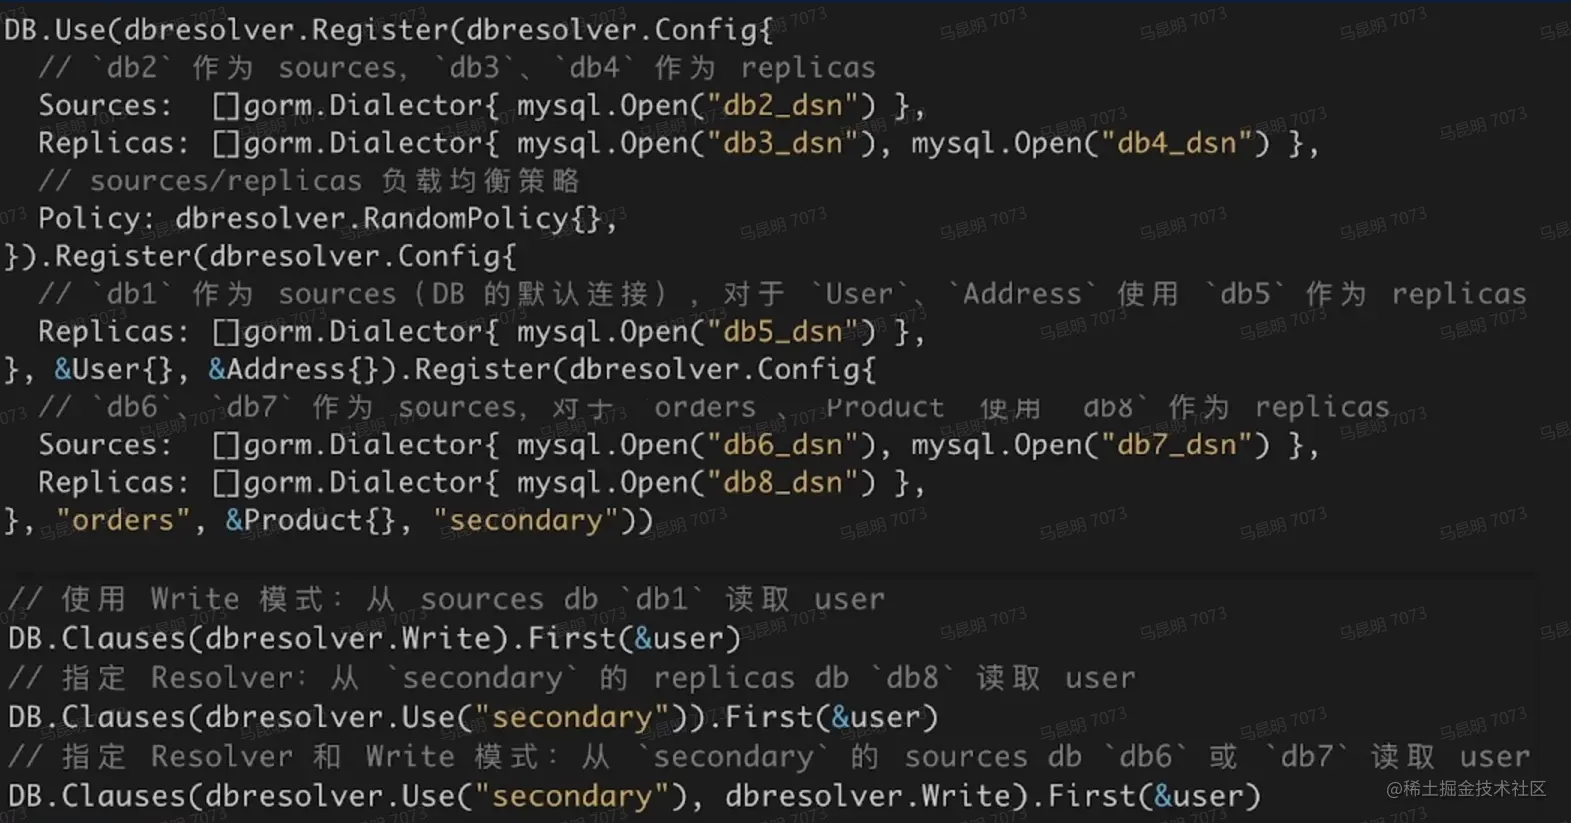 DB.Use(dbresolver.Register(dbresolver.Config{
  // `db2` 作为 sources, `db3`、`db4` 作为 replicas
  Sources:  []gorm.Dialector{ mysql.Open("db2_dsn") },
  Replicas: []gorm.Dialector{ mysql.Open("db3_dsn"), mysql.Open("db4_dsn") },
  // sources/replicas 负载均衡策略
  Policy: dbresolver.RandomPolicy{},
}).Register(dbresolver.Config{
  // `db1` 作为 sources（DB 的默认连接），对于 `User`、`Address` 使用 `db5` 作为 replicas
  Replicas: []gorm.Dialector{ mysql.Open("db5_dsn") },
}, &User{}, &Address{}).Register(dbresolver.Config{
  // `db6`、`db7` 作为 sources, 对于 orders 、 Product 使用 db8` 作为 replicas
  Sources:  []gorm.Dialector{ mysql.Open("db6_dsn"), mysql.Open("db7_dsn") },
  Replicas: []gorm.Dialector{ mysql.Open("db8_dsn") },
}, "orders", &Product{}, "secondary"))
// 使用 Write 模式：从 sources db `db1` 读取 user
DB.Clauses(dbresolver.Write).First(&user)
// 指定 Resolver：从 `secondary` 的 replicas db `db8` 读取 user
DB.Clauses(dbresolver.Use("secondary")).First(&user)
// 指定 Resolver 和 Write 模式：从 `secondary` 的 sources db `db6` 或 `db7` 读取 user
DB.Clauses(dbresolver.Use("secondary"), dbresolver.Write).First(&user)
@稀土掘金技术社区
马昆明 7073